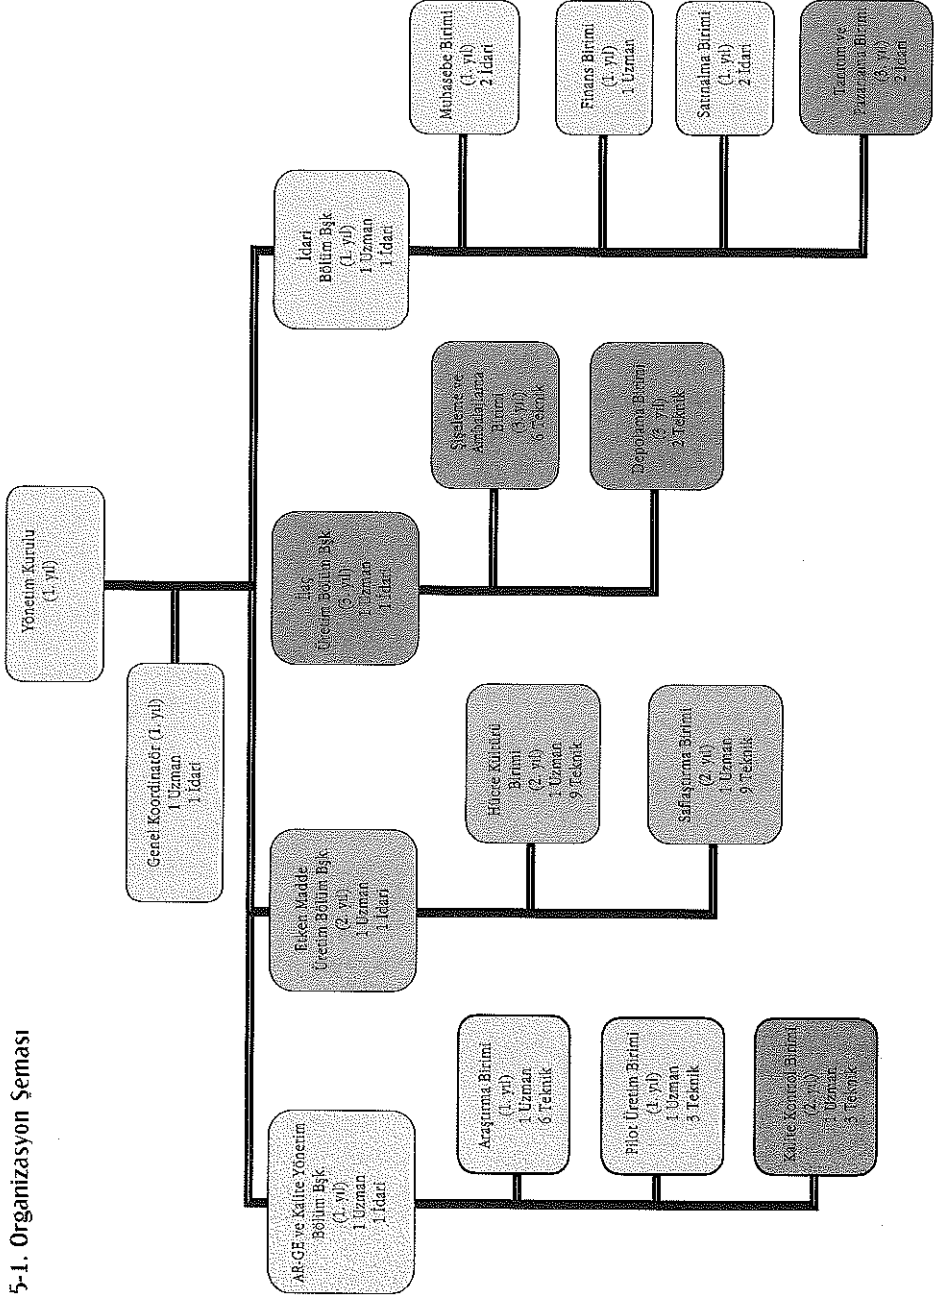 5-1. Organizasyon Şeması
Yönetim Kurulu
(1. yıl)
Genel Koordinatör (1. yıl)
1 Uzman
1 İdari
AR-GE ve Kalite Yönetim
Bölüm Bşk.
(1. yıl)
1 Uzman
1 İdari
Araştırma Birimi
(1. yıl)
1 Uzman
6 Teknik
Pilot Üretim Birimi
(1. yıl)
1 Uzman
3 Teknik
Kalite Kontrol Birimi
(2. yıl)
1 Uzman
3 Teknik
Etken Madde
Üretim Bölüm Bşk.
(2. yıl)
1 Uzman
1 İdari
Hücre Kültürü
Birimi
(2. yıl)
1 Uzman
9 Teknik
Saflaştırma Birimi
(2. yıl)
1 Uzman
9 Teknik
İlaç
Üretim Bölüm Bşk.
(3. yıl)
1 Uzman
1 İdari
Şişeleme ve
Ambalajlama
Birimi
(3. yıl)
6 Teknik
Depolama Birimi
(3. yıl)
2 Teknik
İdari
Bölüm Bşk.
(1. yıl)
1 Uzman
1 İdari
Muhasebe Birimi
(1. yıl)
2 İdari
Finans Birimi
(1. yıl)
1 Uzman
Satınalma Birimi
(1. yıl)
2 İdari
Tanıtım ve
Pazarlama Birimi
(3. yıl)
2 İdari